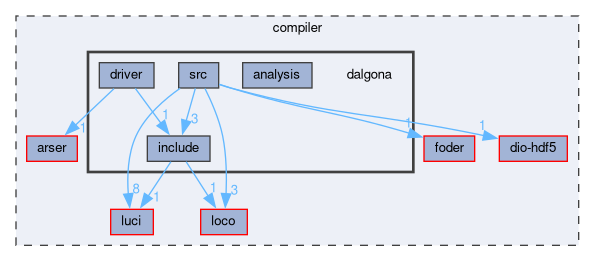 compiler
driver
src
analysis
dalgona
1
1
3
1
1
arser
include
foder
dio-hdf5
8
1
1
3
luci
loco